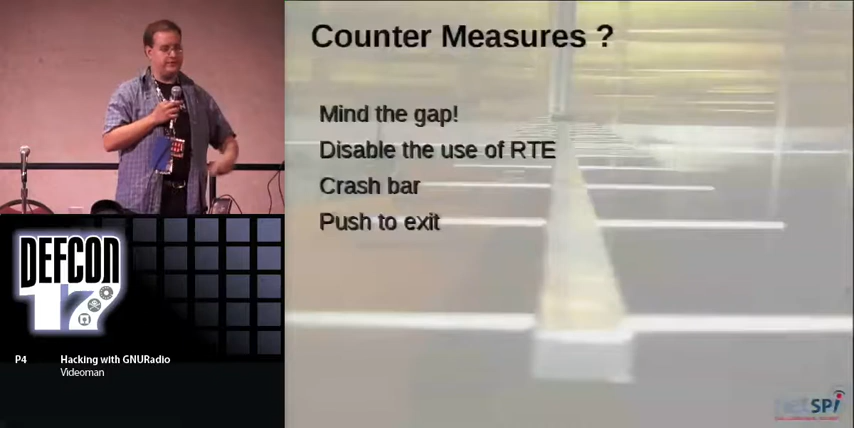 Counter Measures ?
Mind the gap!
Disable the use of RTE
Crash bar
Push to exit
DEFCON
17
P4 Hacking with GNURadio
Videoman
netSPI